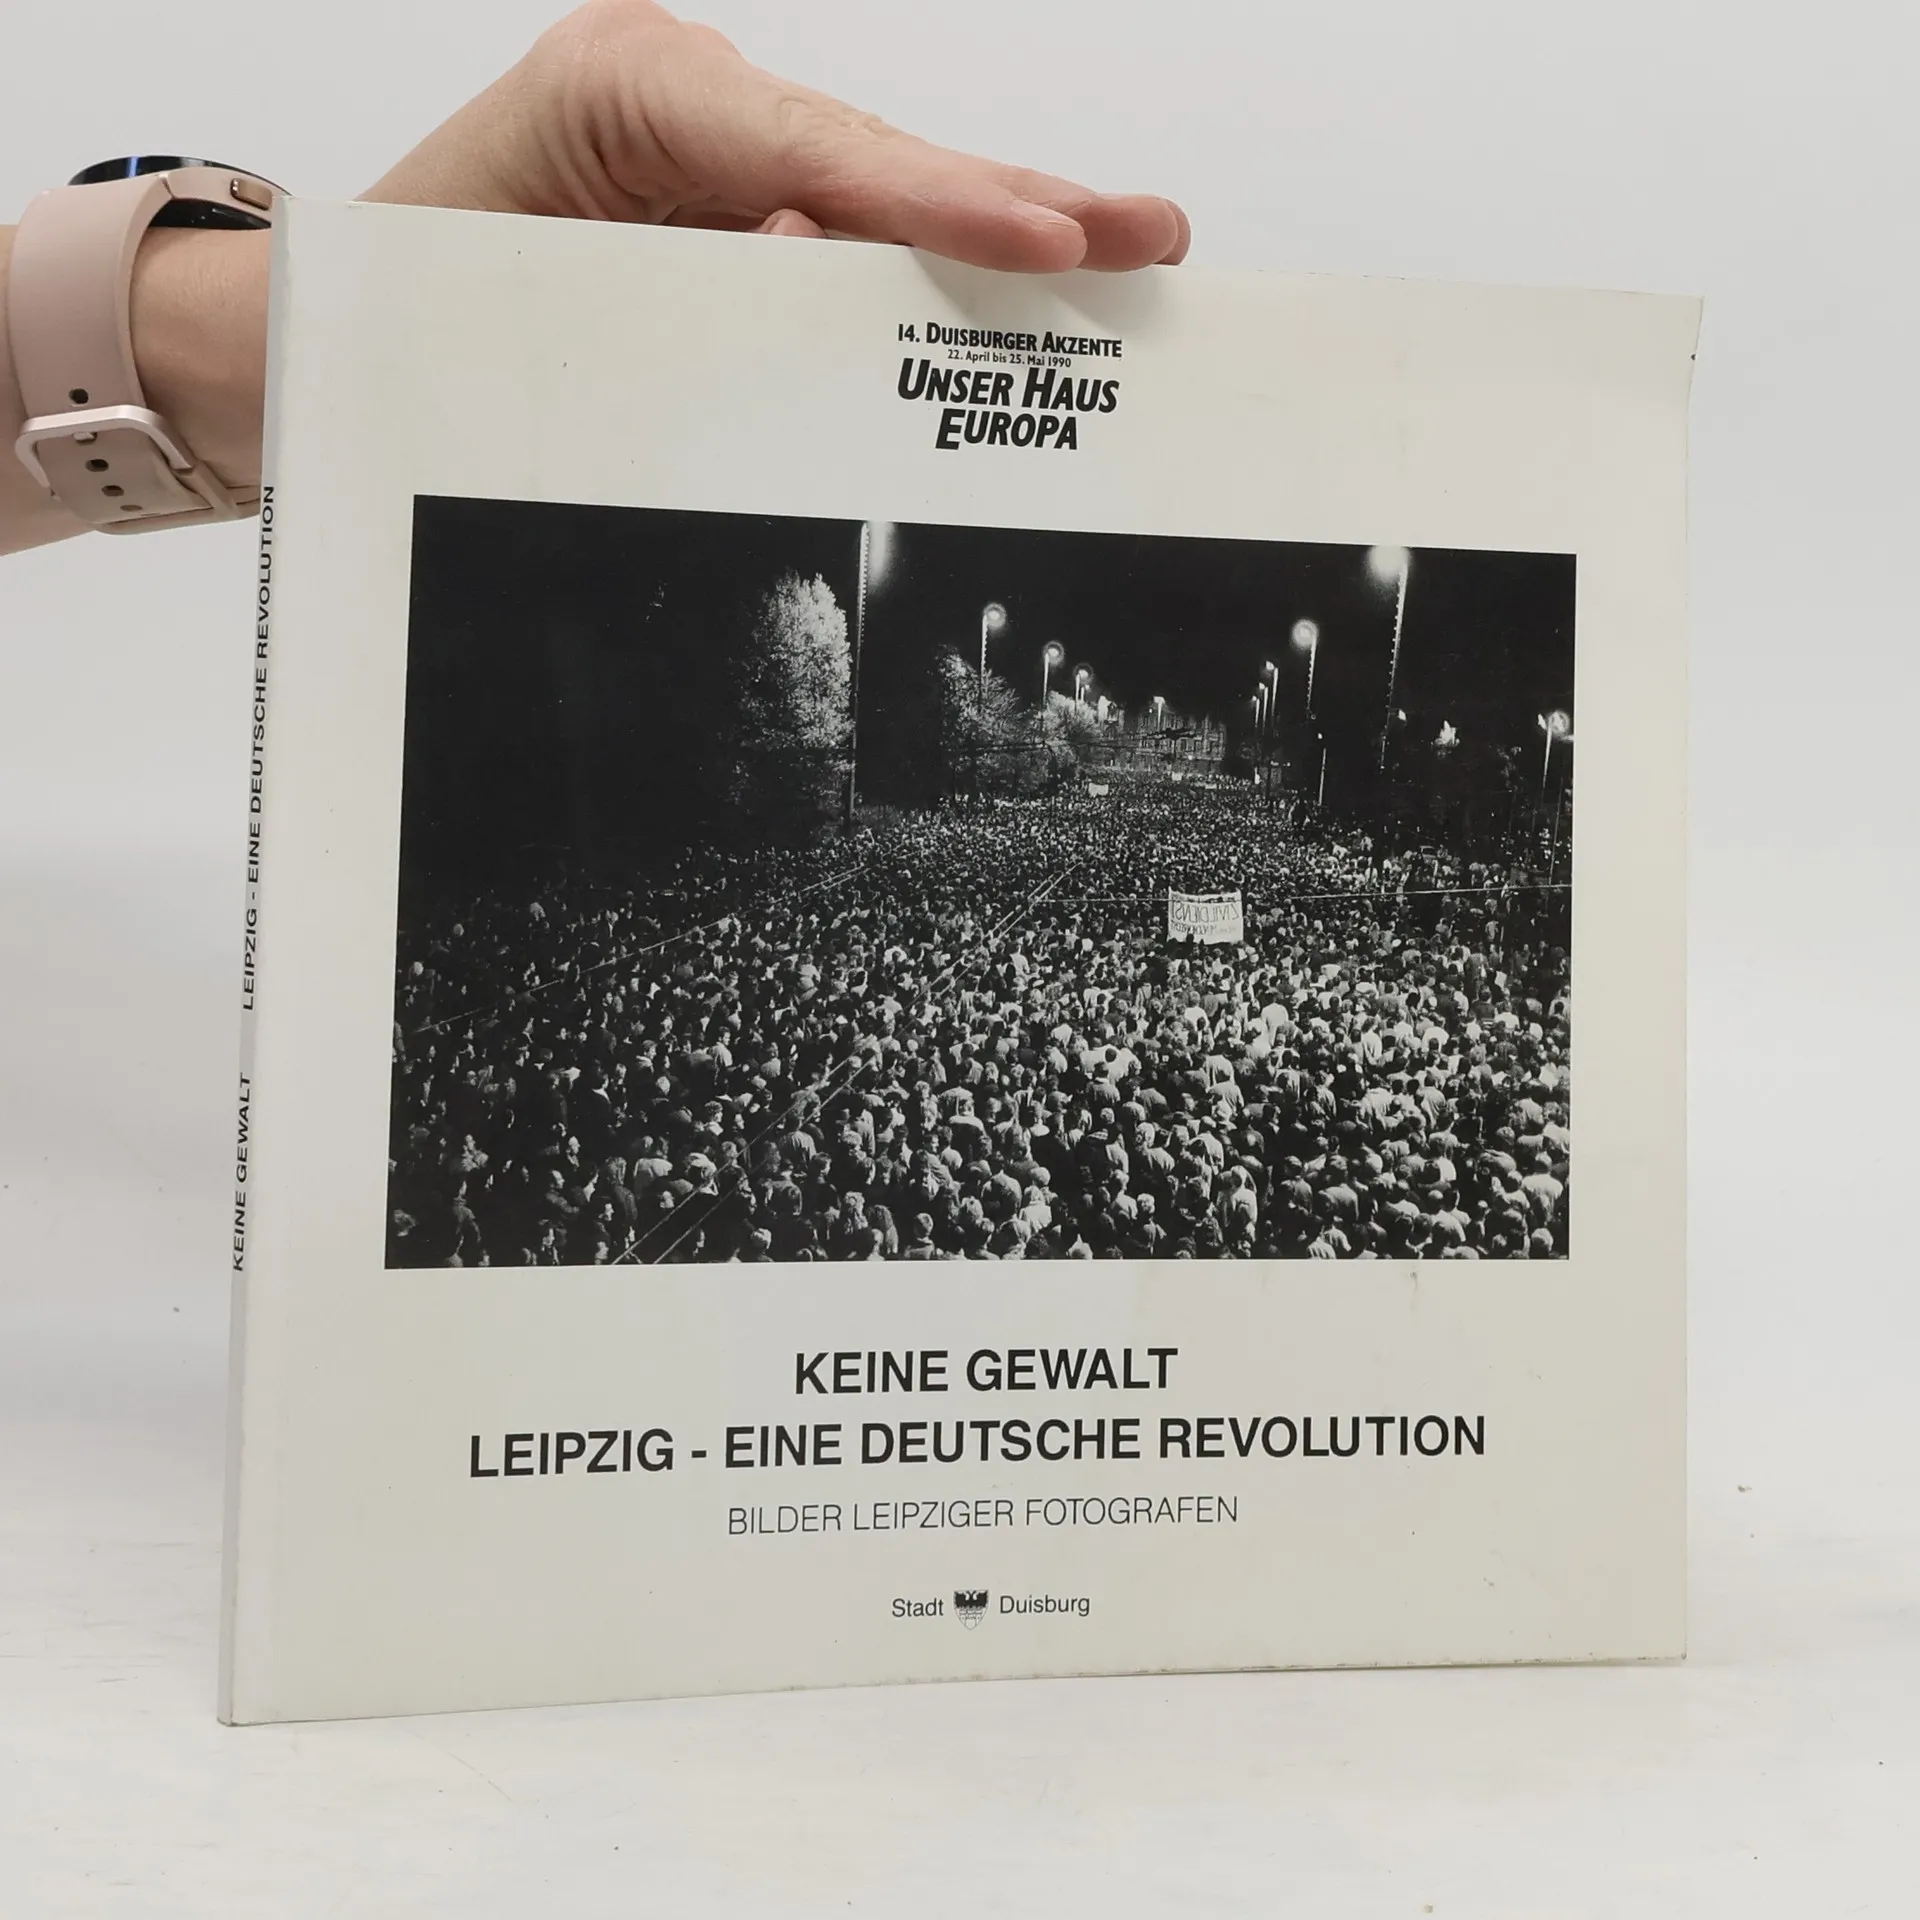 14. DUISBURGER AKZENTE
22. April bis 25. Mai 1990
UNSER HAUS
EUROPA
ZIVILDIENST
KEINE GEWALT
LEIPZIG - EINE DEUTSCHE REVOLUTION
BILDER LEIPZIGER FOTOGRAFEN
Stadt Duisburg
KEINE GEWALT LEIPZIG - EINE DEUTSCHE REVOLUTION